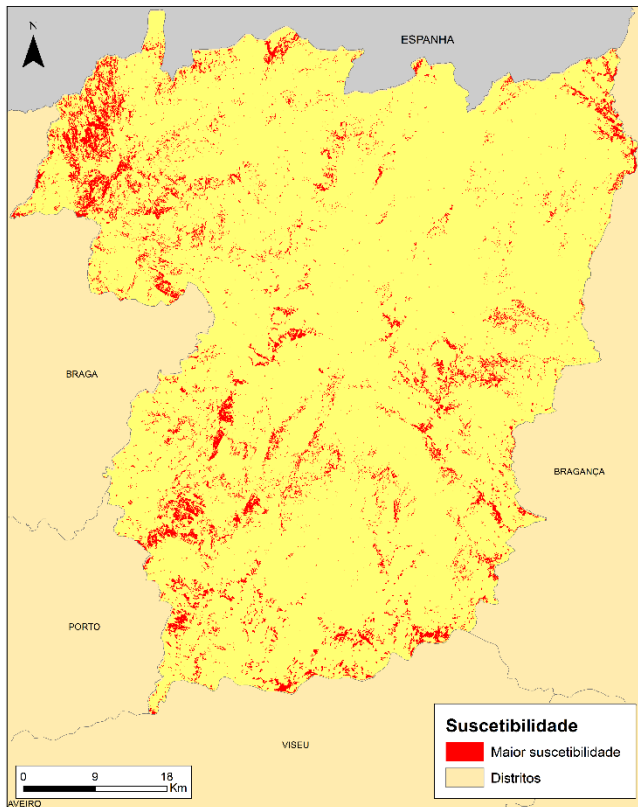 N
ESPANHA
BRAGA
BRAGANÇA
PORTO
VISEU
AVEIRO
Suscetibilidade
Maior suscetibilidade
Distritos
0 9 18
Km